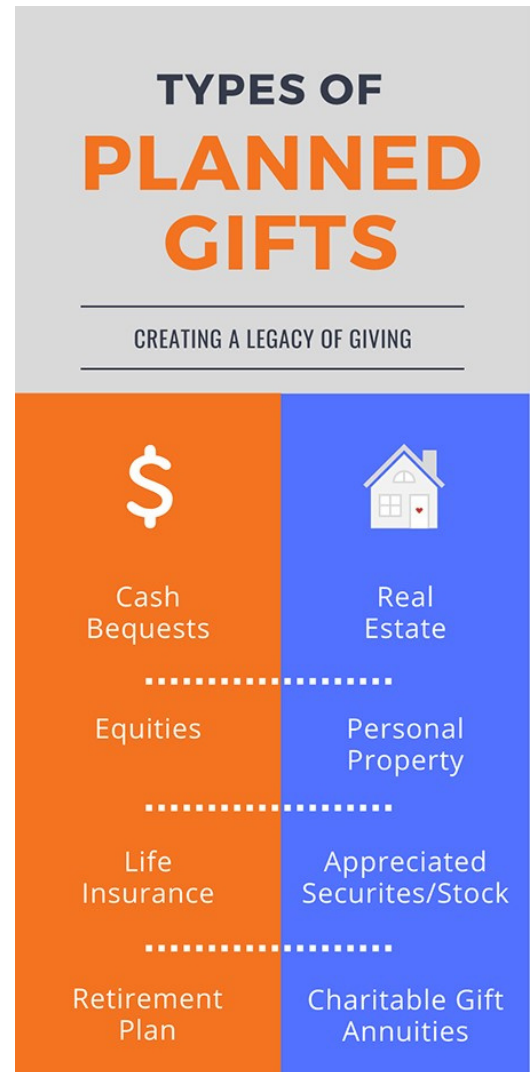 TYPES OF
PLANNED
GIFTS
CREATING A LEGACY OF GIVING
$
Cash
Bequests
Real
Estate
Equities
Personal
Property
Life
Insurance
Appreciated
Securites/Stock
Retirement
Plan
Charitable Gift
Annuities